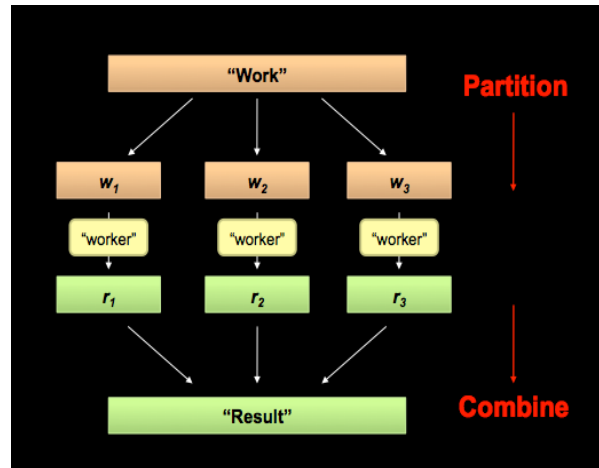 “Work”
Partition
w₁ w₂ w₃
“worker” “worker” “worker”
r₁ r₂ r₃
“Result”
Combine